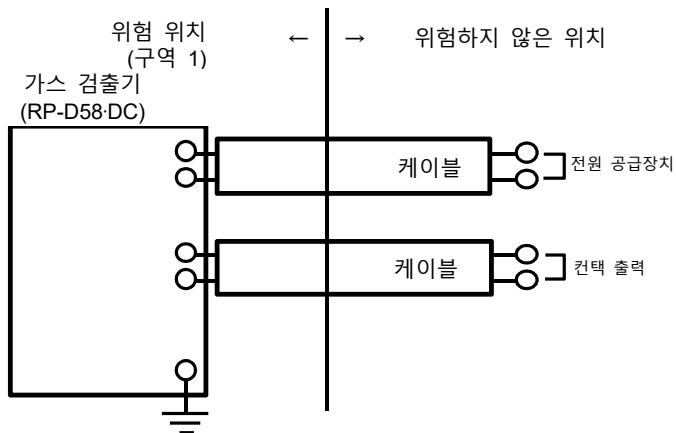 위험 위치
(구역 1)
← → 위험하지 않은 위치
가스 검출기
(RP-D58·DC)
케이블
전원 공급장치
케이블
컨택 출력